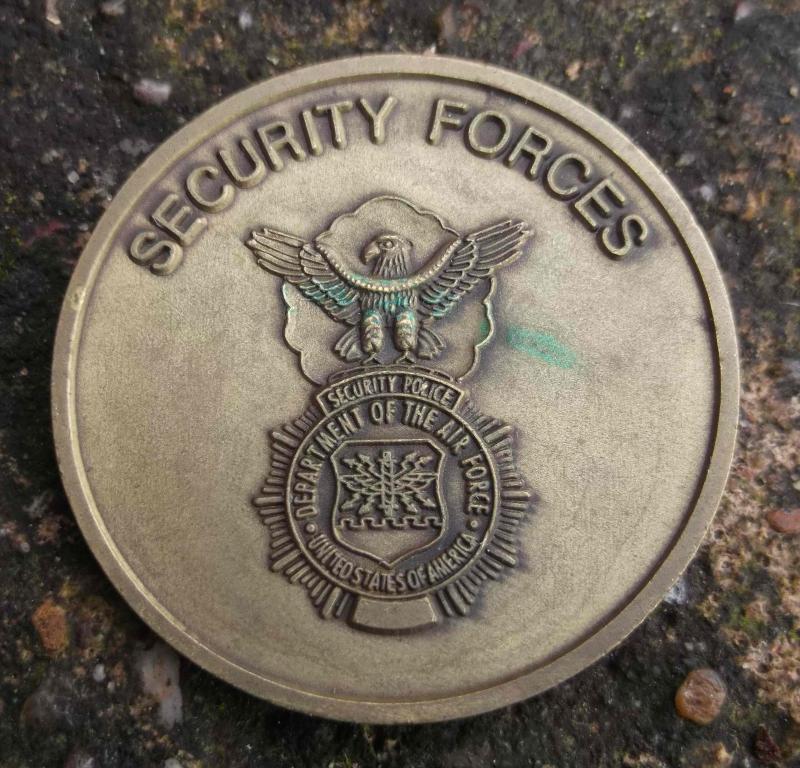 SECURITY FORCES
SECURITY POLICE
DEPARTMENT OF THE AIR FORCE
UNITED STATES OF AMERICA